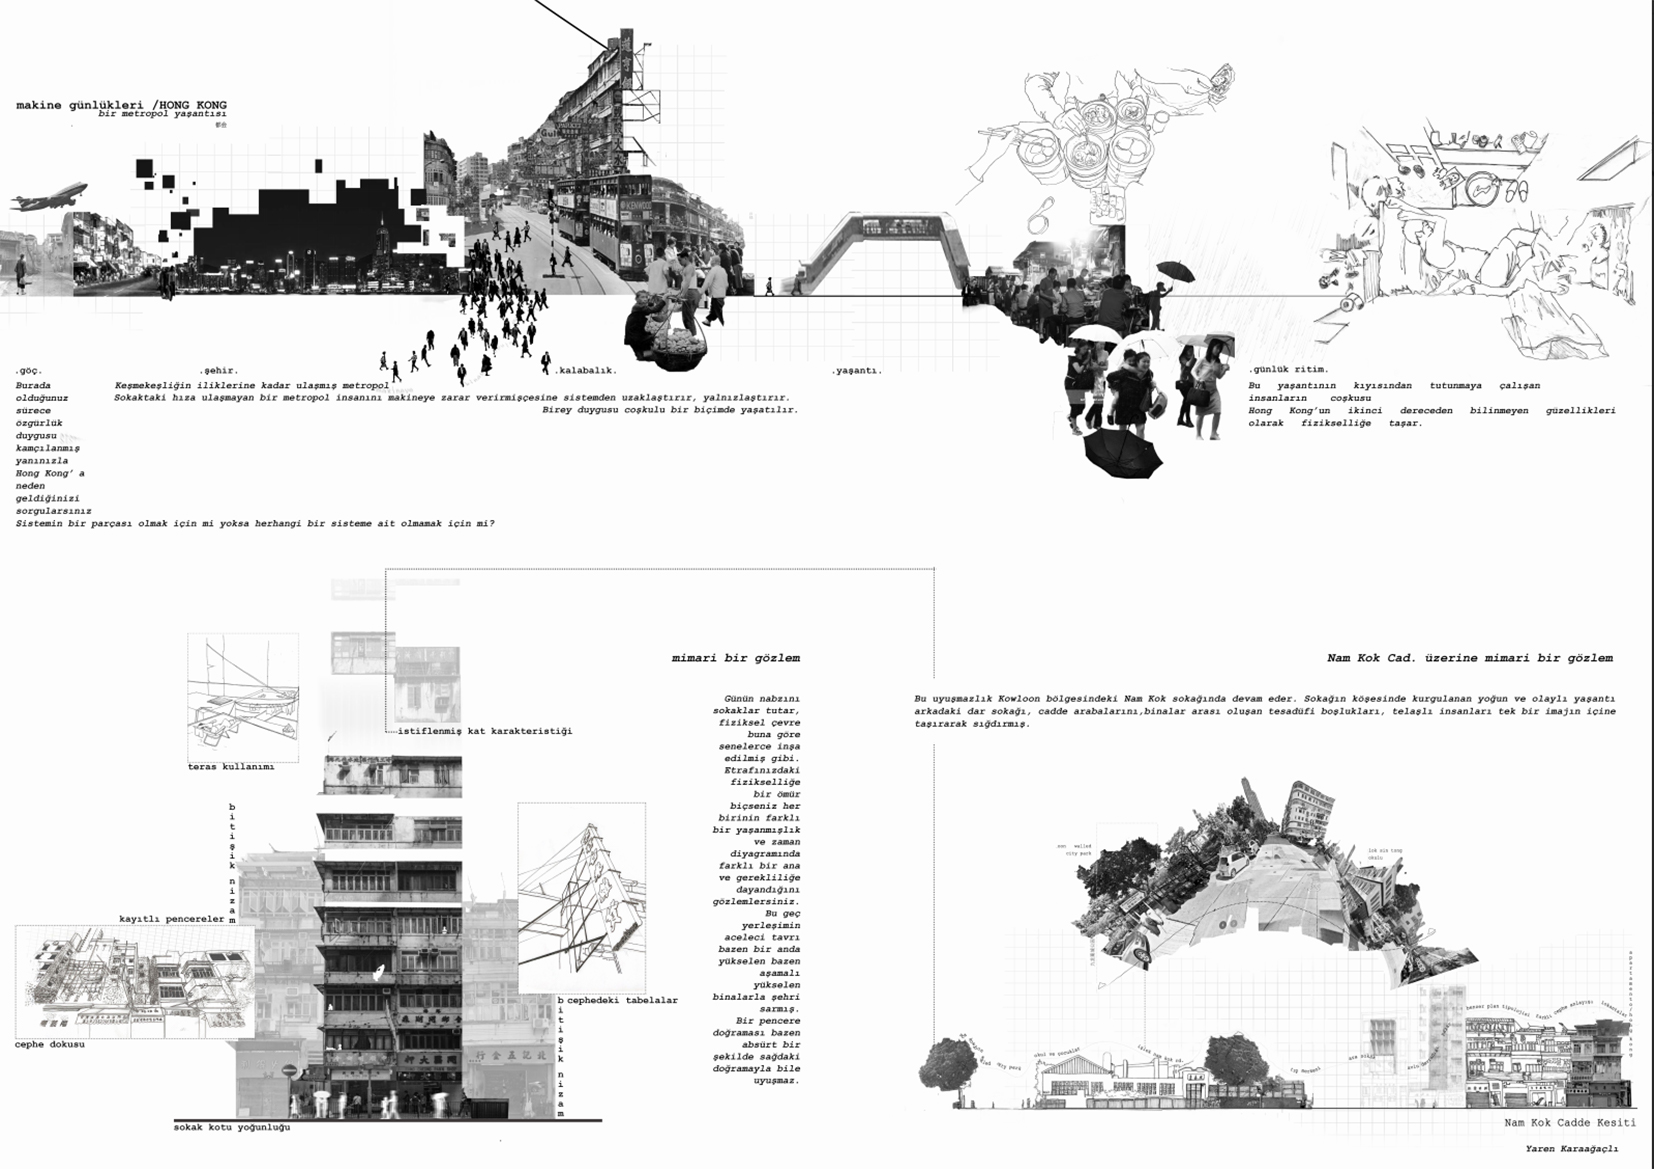 makine günlükleri /HONG KONG
bir metropol yaşantısı
KENWOOD
.göç.
Burada
olduğunuz
sürece
özgürlük
duygusu
kamçılanmış
yanınızla
Hong Kong' a
neden
geldiğinizi
sorgularsınız
Sistemin bir parçası olmak için mi yoksa herhangi bir sisteme ait olmamak için mi?
.şehir.
Keşmekeşliğin iliklerine kadar ulaşmış metropol
Sokaktaki hıza ulaşmayan bir metropol insanını makineye zarar verirmişçesine sistemden uzaklaştırır, yalnızlaştırır.
Birey duygusu coşkulu bir biçimde yaşatılır.
.kalabalık.
.yaşantı.
.günlük ritim.
Bu yaşantının kıyısından tutunmaya çalışan
insanların coşkusu
Hong Kong'un ikinci dereceden bilinmeyen güzellikleri
olarak fizikselliğe taşar.
istiflenmiş kat karakteristiği
teras kullanımı
bitişik nizam
kayıtlı pencereler
cephe dokusu
cephedeki tabelalar
bitişik nizam
sokak kotu yoğunluğu
mimari bir gözlem
Günün nabzını
sokaklar tutar,
fiziksel çevre
buna göre
senelerce inşa
edilmiş gibi.
Etrafınızdaki
fizikselliğe
bir ömür
biçseniz her
birinin farklı
bir yaşanmışlık
ve zaman
diyagramında
farklı bir ana
ve gerekliliğe
dayandığını
gözlemlersiniz.
Bu geç
yerleşimin
aceleci tavrı
bazen bir anda
yükselen bazen
aşamalı
yükselen
binalarla şehri
sarmış.
Bir pencere
doğraması bazen
absürt bir
şekilde sağdaki
doğramayla bile
uyuşmaz.
Nam Kok Cad. üzerine mimari bir gözlem
Bu uyuşmazlık Kowloon bölgesindeki Nam Kok sokağında devam eder. Sokağın köşesinde kurgulanan yoğun ve olaylı yaşantı
arkadaki dar sokağı, cadde arabalarını,binalar arası oluşan tesadüfi boşlukları, telaşlı insanları tek bir imajın içine
taşırarak sığdırmış.
walled
city park
Nam Kok Cadde Kesiti
Yaren Karaağaçlı